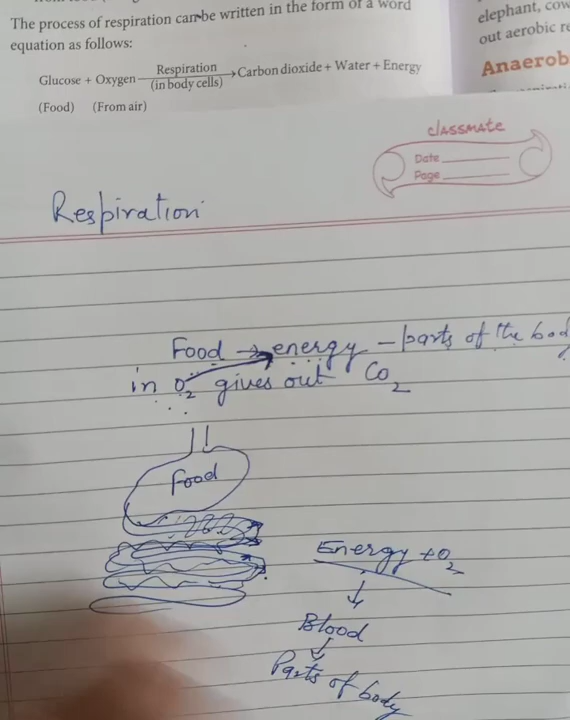 The process of respiration can be written in the form of a word
equation as follows:
Glucose + Oxygen Respiration (in body cells) → Carbon dioxide + Water + Energy
(Food) (From air)
elephant, cow
out aerobic re
Anaerob
classmate
Date
Page
Respiration
Food → energy - parts of the bod
in O2 gives out CO2
Food
Energy + O2
↓
Blood
↓
Parts of body